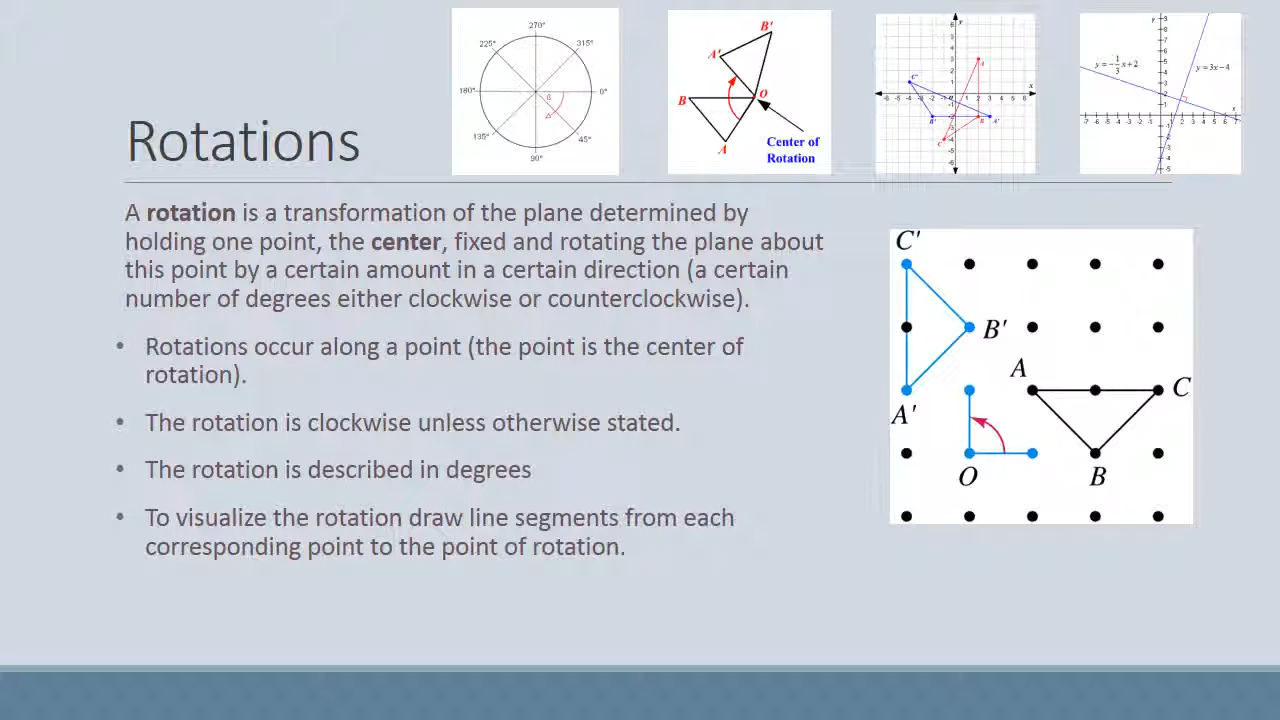 Rotations
270°
225°
315°
180°
0°
135°
45°
90°
B'
A'
B
O
A
Center of
Rotation
y = -1/3 x + 2
y = 3x - 4
A rotation is a transformation of the plane determined by
holding one point, the center, fixed and rotating the plane about
this point by a certain amount in a certain direction (a certain
number of degrees either clockwise or counterclockwise).
• Rotations occur along a point (the point is the center of
rotation).
• The rotation is clockwise unless otherwise stated.
• The rotation is described in degrees
• To visualize the rotation draw line segments from each
corresponding point to the point of rotation.
C'
B'
A
C
A'
O
B